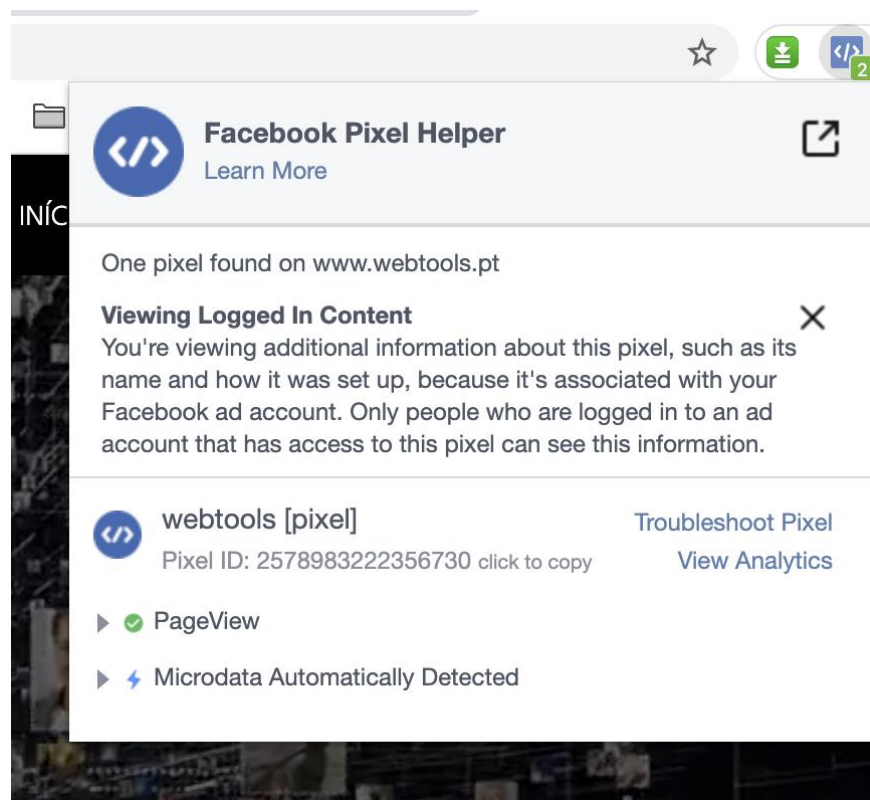 2
Facebook Pixel Helper
Learn More
INÍC
One pixel found on www.webtools.pt
Viewing Logged In Content
You're viewing additional information about this pixel, such as its
name and how it was set up, because it's associated with your
Facebook ad account. Only people who are logged in to an ad
account that has access to this pixel can see this information.
webtools [pixel]
Troubleshoot Pixel
Pixel ID: 2578983222356730 click to copy
View Analytics
PageView
Microdata Automatically Detected